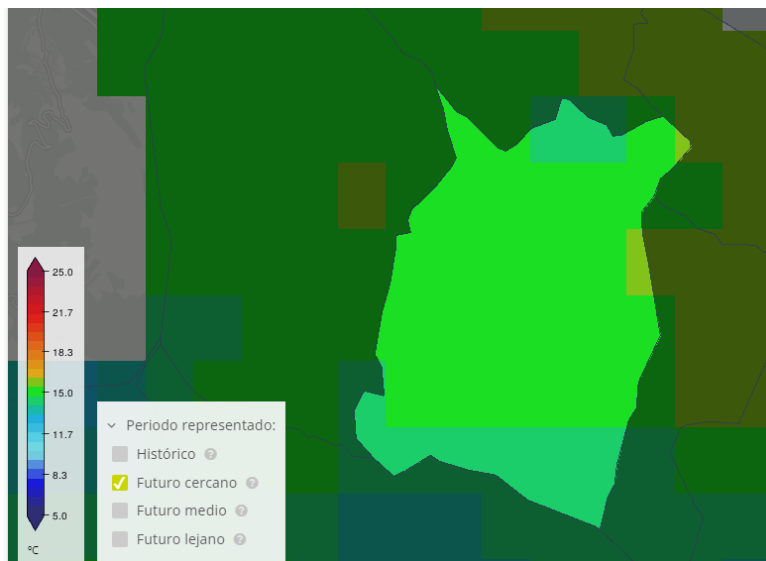 25.0
21.7
18.3
15.0
11.7
8.3
5.0
ºC
Periodo representado:
Histórico ?
Futuro cercano ?
Futuro medio ?
Futuro lejano ?